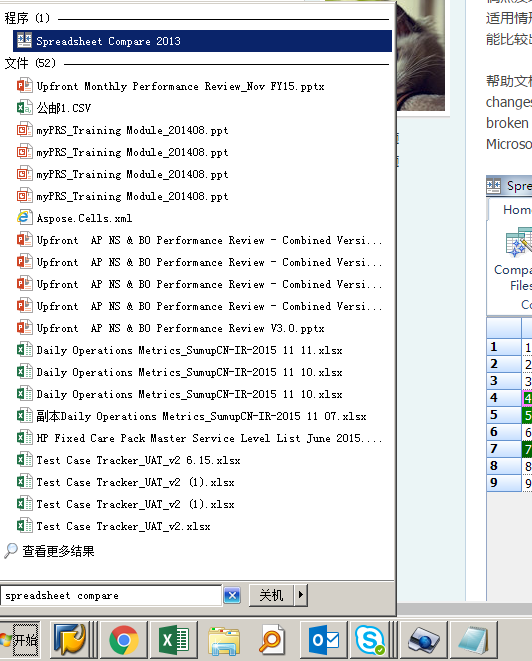 程序 (1)
Spreadsheet Compare 2013
文件 (52)
Upfront Monthly Performance Review_Nov FY15.pptx
公邮1.CSV
myPRS_Training Module_201408.ppt
myPRS_Training Module_201408.ppt
myPRS_Training Module_201408.ppt
myPRS_Training Module_201408.ppt
Aspose.Cells.xml
Upfront AP NS & BO Performance Review - Combined Versi...
Upfront AP NS & BO Performance Review - Combined Versi...
Upfront AP NS & BO Performance Review - Combined Versi...
Upfront AP NS & BO Performance Review - Combined Versi...
Upfront AP NS & BO Performance Review V3.0.pptx
Daily Operations Metrics_SumupCN-IR-2015 11 11.xlsx
Daily Operations Metrics_SumupCN-IR-2015 11 10.xlsx
Daily Operations Metrics_SumupCN-IR-2015 11 10.xlsx
副本Daily Operations Metrics_SumupCN-IR-2015 11 07.xlsx
HP Fixed Care Pack Master Service Level List June 2015....
Test Case Tracker_UAT_v2 6.15.xlsx
Test Case Tracker_UAT_v2 (1).xlsx
Test Case Tracker_UAT_v2 (1).xlsx
Test Case Tracker_UAT_v2.xlsx
查看更多结果
spreadsheet compare
关机
开始
适用情形
能比较出
帮助文档
changes
broken
Microso
Spre
Hom
Compa
Files
Co
1 1
2 2
3 3
4 4
5 5
6 6
7 7
8 8
9 9